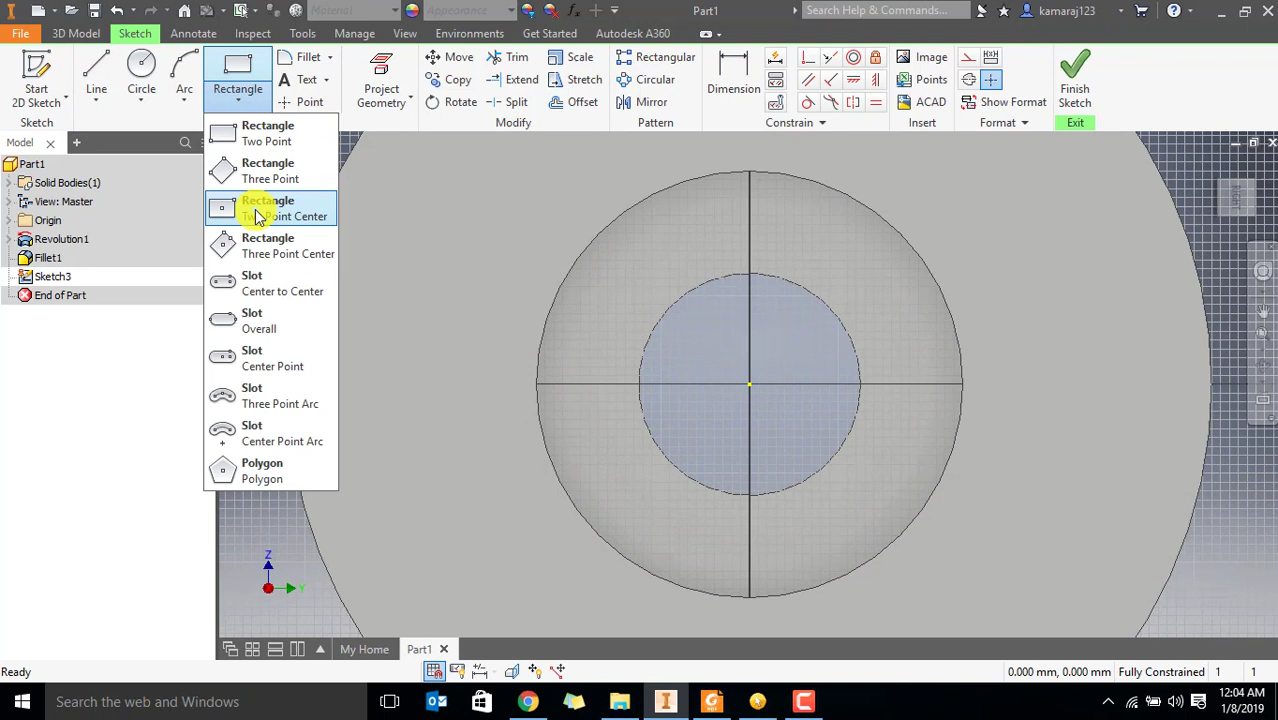 Material
Appearance
Part1
Search Help & Commands...
kamaraj123
File
3D Model
Sketch
Annotate
Inspect
Tools
Manage
View
Environments
Get Started
Autodesk A360
Start
2D Sketch
Line
Circle
Arc
Rectangle
Fillet
Text
Point
Project
Geometry
Move
Copy
Rotate
Trim
Extend
Split
Scale
Stretch
Offset
Rectangular
Circular
Mirror
Dimension
Image
Points
ACAD
Show Format
Finish
Sketch
Sketch
Modify
Pattern
Constrain
Insert
Format
Exit
Model
Part1
Solid Bodies(1)
View: Master
Origin
Revolution1
Fillet1
Sketch3
End of Part
Rectangle
Two Point
Rectangle
Three Point
Rectangle
Two Point Center
Rectangle
Three Point Center
Slot
Center to Center
Slot
Overall
Slot
Center Point
Slot
Three Point Arc
Slot
Center Point Arc
Polygon
Polygon
RIGHT
Z
Y
My Home
Part1
Ready
0.000 mm, 0.000 mm
Fully Constrained
1
1
Search the web and Windows
12:04 AM
1/8/2019